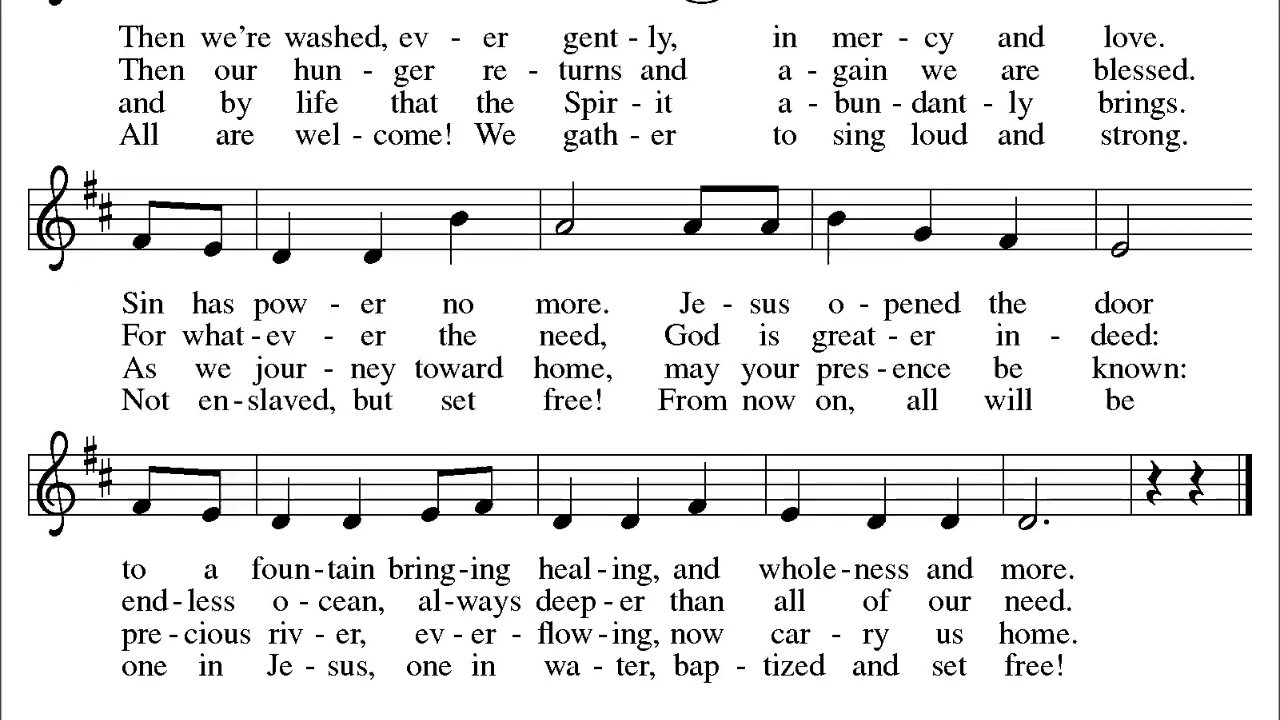 Then we're washed, ev - er gent - ly, in mer - cy and love.
Then our hun - ger re - turns and a - gain we are blessed.
and by life that the Spir - it a - bun - dant - ly brings.
All are wel - come! We gath - er to sing loud and strong.
Sin has pow - er no more. Je - sus o - pened the door
For what - ev - er the need, God is great - er in - deed:
As we jour - ney toward home, may your pres - ence be known:
Not en - slaved, but set free! From now on, all will be
to a foun - tain bring - ing heal - ing, and whole - ness and more.
end - less o - cean, al - ways deep - er than all of our need.
pre - cious riv - er, ev - er - flow - ing, now car - ry us home.
one in Je - sus, one in wa - ter, bap - tized and set free!